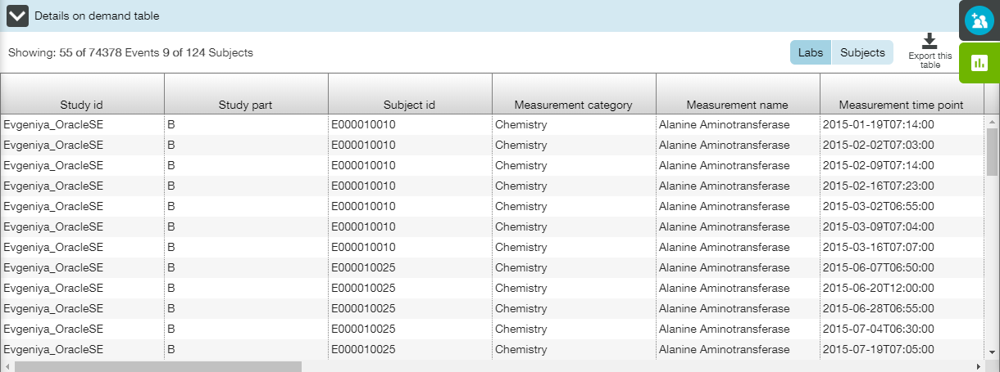 Details on demand table
Showing: 55 of 74378 Events 9 of 124 Subjects
Labs Subjects
Export this
table
Study id Study part Subject id Measurement category Measurement name Measurement time point
Evgeniya_OracleSE B E000010010 Chemistry Alanine Aminotransferase 2015-01-19T07:14:00
Evgeniya_OracleSE B E000010010 Chemistry Alanine Aminotransferase 2015-02-02T07:03:00
Evgeniya_OracleSE B E000010010 Chemistry Alanine Aminotransferase 2015-02-09T07:14:00
Evgeniya_OracleSE B E000010010 Chemistry Alanine Aminotransferase 2015-02-16T07:23:00
Evgeniya_OracleSE B E000010010 Chemistry Alanine Aminotransferase 2015-03-02T06:55:00
Evgeniya_OracleSE B E000010010 Chemistry Alanine Aminotransferase 2015-03-09T07:04:00
Evgeniya_OracleSE B E000010010 Chemistry Alanine Aminotransferase 2015-03-16T07:07:00
Evgeniya_OracleSE B E000010025 Chemistry Alanine Aminotransferase 2015-06-07T06:50:00
Evgeniya_OracleSE B E000010025 Chemistry Alanine Aminotransferase 2015-06-20T12:00:00
Evgeniya_OracleSE B E000010025 Chemistry Alanine Aminotransferase 2015-06-28T06:55:00
Evgeniya_OracleSE B E000010025 Chemistry Alanine Aminotransferase 2015-07-04T06:30:00
Evgeniya_OracleSE B E000010025 Chemistry Alanine Aminotransferase 2015-07-19T07:05:00